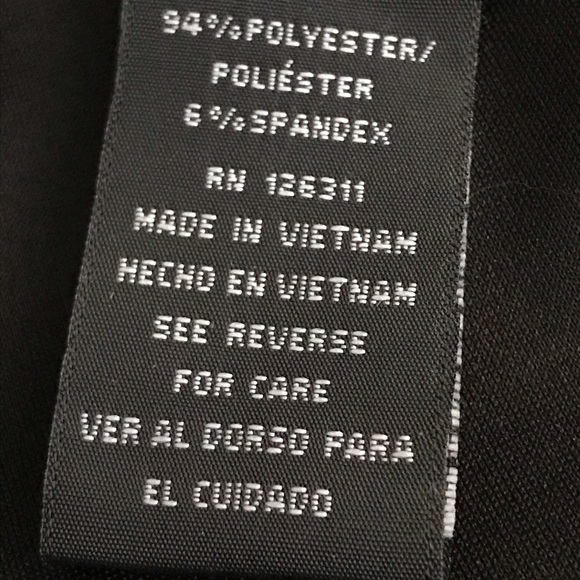 94%POLYESTER/
POLIÉSTER
6%SPANDEX
RN 126311
MADE IN VIETNAM
HECHO EN VIETNAM
SEE REVERSE
FOR CARE
VER AL DORSO PARA
EL CUIDADO